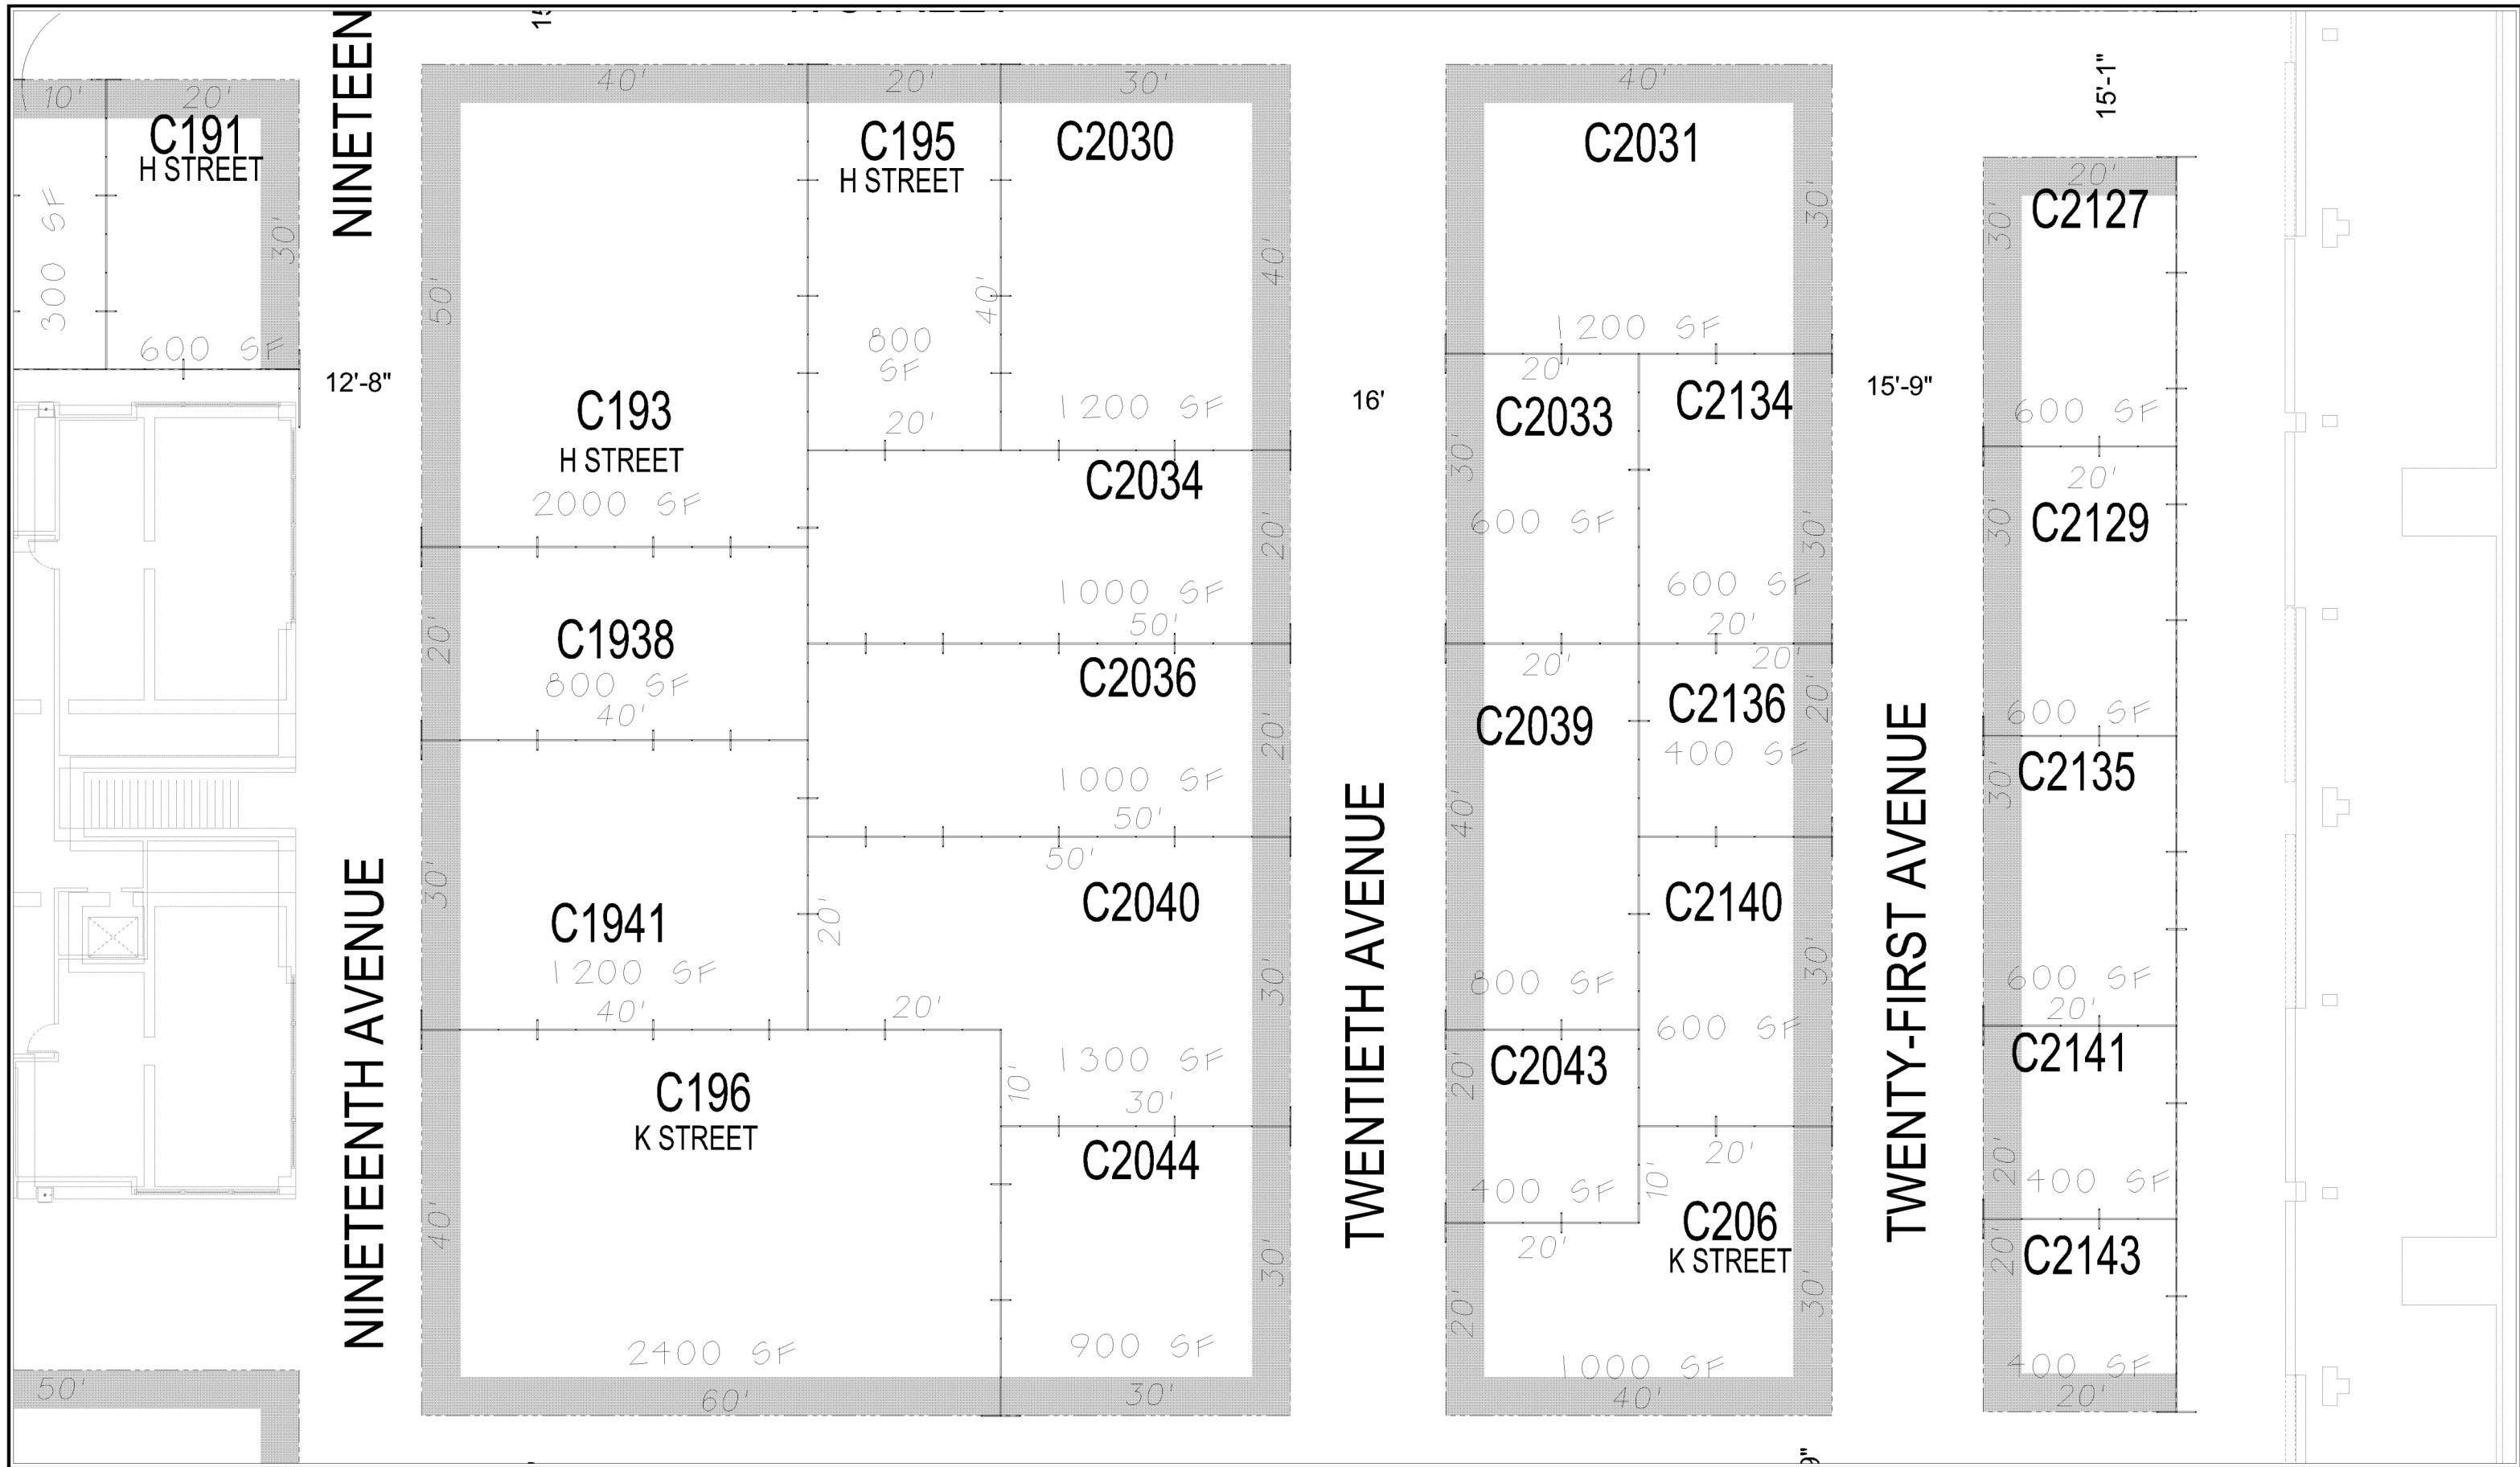 10'
20'
C191
H STREET
300 SF
30'
600 SF
12'-8"
NINETEEN
NINETEENTH AVENUE
50'
40'
20'
30'
C193
H STREET
2000 SF
50'
C195
H STREET
800
SF
40'
20'
C2030
40'
1200 SF
C2034
20'
1000 SF
50'
C1938
800 SF
40'
20'
C2036
20'
1000 SF
50'
50'
C1941
1200 SF
40'
30'
20'
20'
C2040
30'
1300 SF
30'
10'
C196
K STREET
40'
2400 SF
60'
C2044
30'
900 SF
30'
16'
TWENTIETH AVENUE
40'
C2031
30'
1200 SF
20'
C2033
30'
600 SF
C2134
30'
600 SF
20'
20'
20'
C2039
40'
800 SF
C2136
400 SF
20'
C2140
30'
600 SF
C2043
20'
400 SF
20'
20'
10'
C206
K STREET
20'
30'
1000 SF
40'
15'-9"
TWENTY-FIRST AVENUE
15'-1"
20'
C2127
30'
600 SF
20'
C2129
30'
600 SF
C2135
30'
600 SF
20'
C2141
20'
400 SF
C2143
20'
400 SF
20'